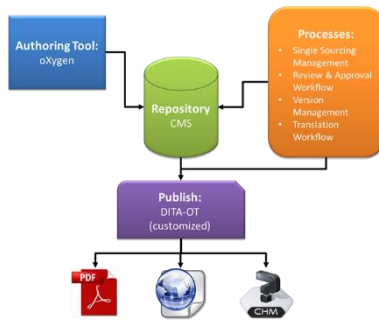 Authoring Tool:
oXygen
Processes:
• Single Sourcing
Management
• Review & Approval
Workflow
• Version
Management
• Translation
Workflow
Repository
CMS
Publish:
DITA-OT
(customized)
PDF
CHM